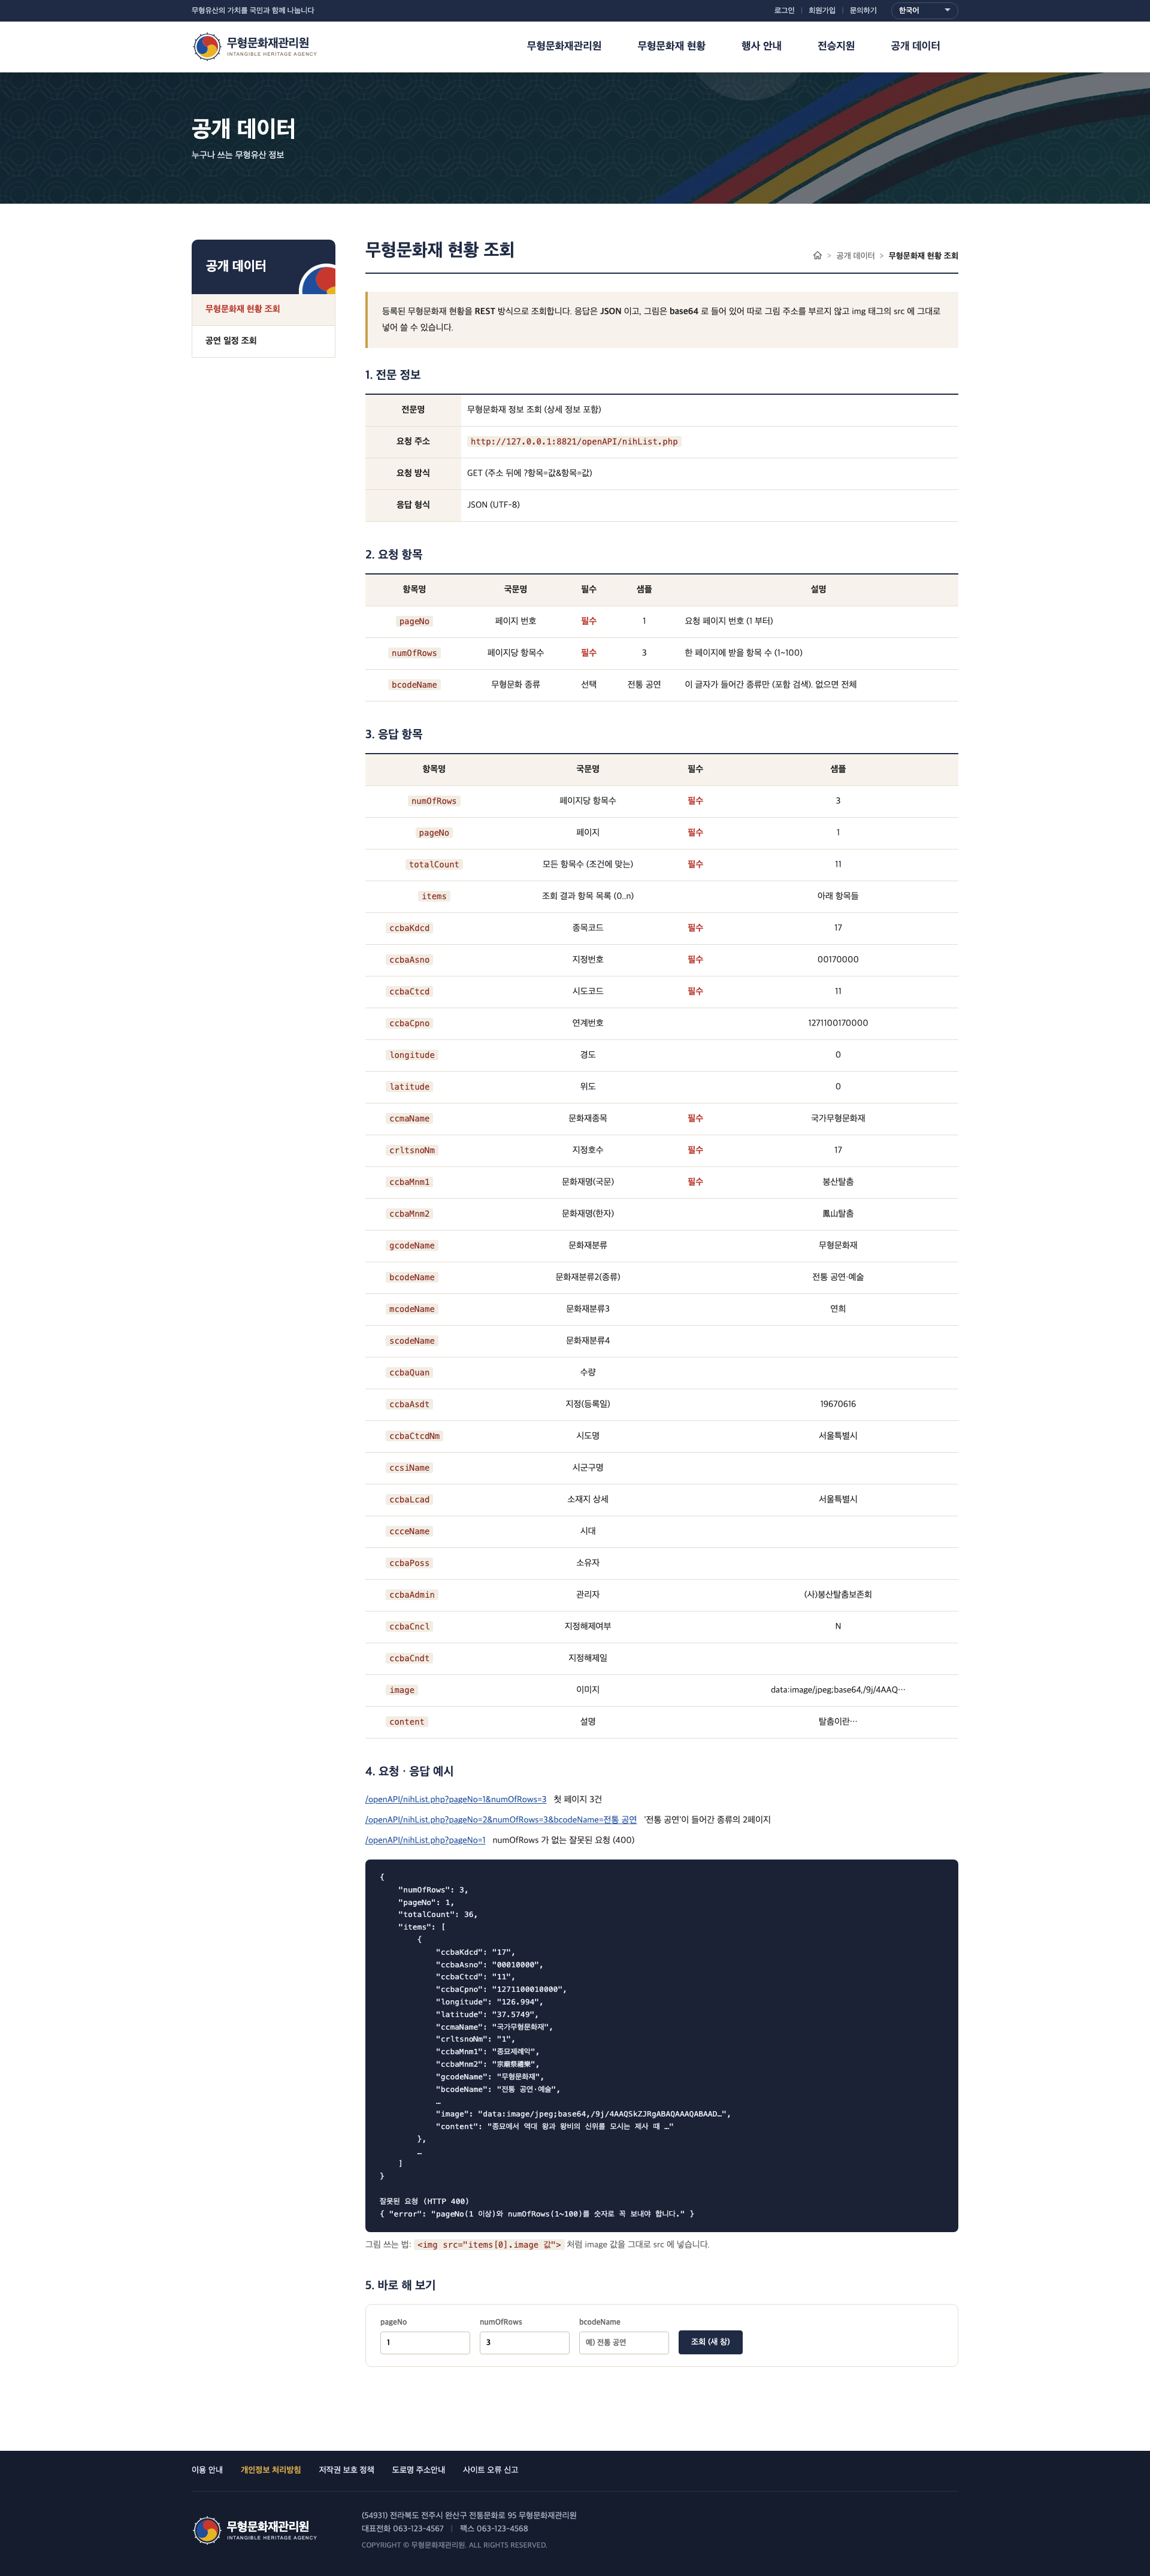 무형유산의 가치를 국민과 함께 나눕니다
로그인 | 회원가입 | 문의하기 한국어
무형문화재관리원
INTANGIBLE HERITAGE AGENCY
무형문화재관리원 무형문화재 현황 행사 안내 전승지원 공개 데이터
공개 데이터
누구나 쓰는 무형유산 정보
공개 데이터
무형문화재 현황 조회
공연 일정 조회
무형문화재 현황 조회
> 공개 데이터 > 무형문화재 현황 조회
등록된 무형문화재 현황을 REST 방식으로 조회합니다. 응답은 JSON 이고, 그림은 base64 로 들어 있어 따로 그림 주소를 부르지 않고 img 태그의 src 에 그대로
넣어 쓸 수 있습니다.
1. 전문 정보
전문명 무형문화재 정보 조회 (상세 정보 포함)
요청 주소 http://127.0.0.1:8821/openAPI/nihList.php
요청 방식 GET (주소 뒤에 ?항목=값&항목=값)
응답 형식 JSON (UTF-8)
2. 요청 항목
항목명 국문명 필수 샘플 설명
pageNo 페이지 번호 필수 1 요청 페이지 번호 (1 부터)
numOfRows 페이지당 항목수 필수 3 한 페이지에 받을 항목 수 (1~100)
bcodeName 무형문화 종류 선택 전통 공연 이 글자가 들어간 종류만 (포함 검색). 없으면 전체
3. 응답 항목
항목명 국문명 필수 샘플
numOfRows 페이지당 항목수 필수 3
pageNo 페이지 필수 1
totalCount 모든 항목수 (조건에 맞는) 필수 11
items 조회 결과 항목 목록 (0..n) 아래 항목들
ccbaKdcd 종목코드 필수 17
ccbaAsno 지정번호 필수 00170000
ccbaCtcd 시도코드 필수 11
ccbaCpno 연계번호 1271100170000
longitude 경도 0
latitude 위도 0
ccmaName 문화재종목 필수 국가무형문화재
crltsnoNm 지정호수 필수 17
ccbaMnm1 문화재명(국문) 필수 봉산탈춤
ccbaMnm2 문화재명(한자) 鳳山탈춤
gcodeName 문화재분류 무형문화재
bcodeName 문화재분류2(종류) 전통 공연·예술
mcodeName 문화재분류3 연희
scodeName 문화재분류4
ccbaQuan 수량
ccbaAsdt 지정(등록일) 19670616
ccbaCtcdNm 시도명 서울특별시
ccsiName 시군구명
ccbaLcad 소재지 상세 서울특별시
ccceName 시대
ccbaPoss 소유자
ccbaAdmin 관리자 (사)봉산탈춤보존회
ccbaCncl 지정해제여부 N
ccbaCndt 지정해제일
image 이미지 data:image/jpeg;base64,/9j/4AAQ…
content 설명 탈춤이란…
4. 요청 · 응답 예시
/openAPI/nihList.php?pageNo=1&numOfRows=3 첫 페이지 3건
/openAPI/nihList.php?pageNo=2&numOfRows=3&bcodeName=전통 공연 '전통 공연'이 들어간 종류의 2페이지
/openAPI/nihList.php?pageNo=1 numOfRows 가 없는 잘못된 요청 (400)
{
"numOfRows": 3,
"pageNo": 1,
"totalCount": 36,
"items": [
{
"ccbaKdcd": "17",
"ccbaAsno": "00010000",
"ccbaCtcd": "11",
"ccbaCpno": "1271100010000",
"longitude": "126.994",
"latitude": "37.5749",
"ccmaName": "국가무형문화재",
"crltsnoNm": "1",
"ccbaMnm1": "종묘제례악",
"ccbaMnm2": "宗廟祭禮樂",
"gcodeName": "무형문화재",
"bcodeName": "전통 공연·예술",
…
"image": "data:image/jpeg;base64,/9j/4AAQSkZJRgABAQAAAQABAAD…",
"content": "종묘에서 역대 왕과 왕비의 신위를 모시는 제사 때 …"
},
…
]
}
잘못된 요청 (HTTP 400)
{ "error": "pageNo(1 이상)와 numOfRows(1~100)를 숫자로 꼭 보내야 합니다." }
그림 쓰는 법: <img src="items[0].image 값"> 처럼 image 값을 그대로 src 에 넣습니다.
5. 바로 해 보기
pageNo numOfRows bcodeName
1 3 예) 전통 공연 조회 (새 창)
이용 안내 개인정보 처리방침 저작권 보호 정책 도로명 주소안내 사이트 오류 신고
무형문화재관리원
INTANGIBLE HERITAGE AGENCY
(54931) 전라북도 전주시 완산구 전통문화로 95 무형문화재관리원
대표전화 063-123-4567 | 팩스 063-123-4568
COPYRIGHT © 무형문화재관리원. ALL RIGHTS RESERVED.